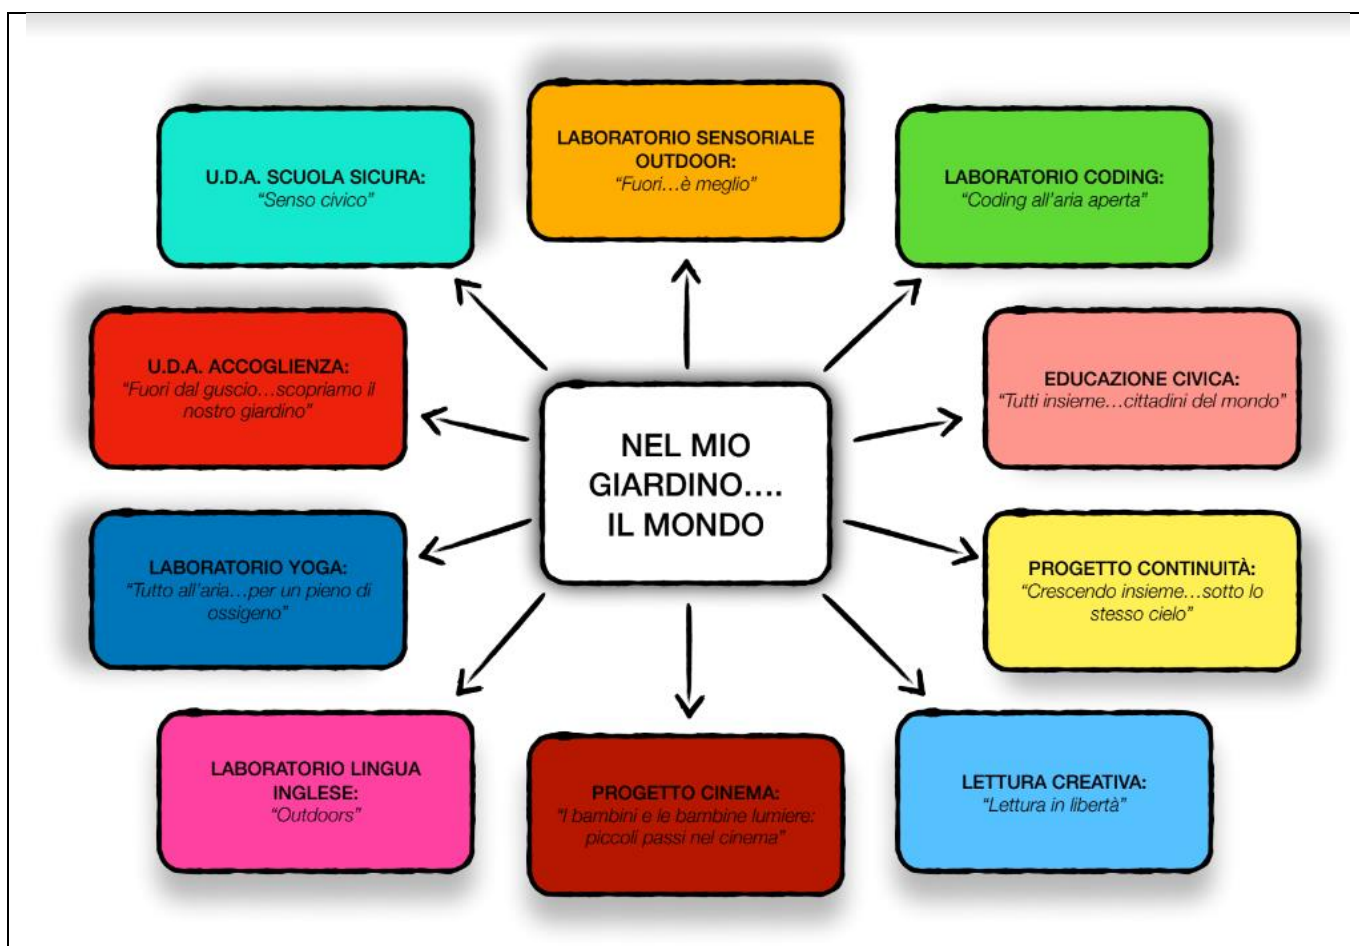 U.D.A. SCUOLA SICURA:
“Senso civico”
LABORATORIO SENSORIALE
OUTDOOR:
“Fuori…è meglio”
LABORATORIO CODING:
“Coding all’aria aperta”
U.D.A. ACCOGLIENZA:
“Fuori dal guscio…scopriamo il
nostro giardino”
NEL MIO
GIARDINO….
IL MONDO
EDUCAZIONE CIVICA:
“Tutti insieme…cittadini del mondo”
LABORATORIO YOGA:
“Tutto all’aria…per un pieno di
ossigeno”
PROGETTO CONTINUITÀ:
“Crescendo insieme…sotto lo
stesso cielo”
LABORATORIO LINGUA
INGLESE:
“Outdoors”
PROGETTO CINEMA:
“I bambini e le bambine lumiere:
piccoli passi nel cinema”
LETTURA CREATIVA:
“Lettura in libertà”